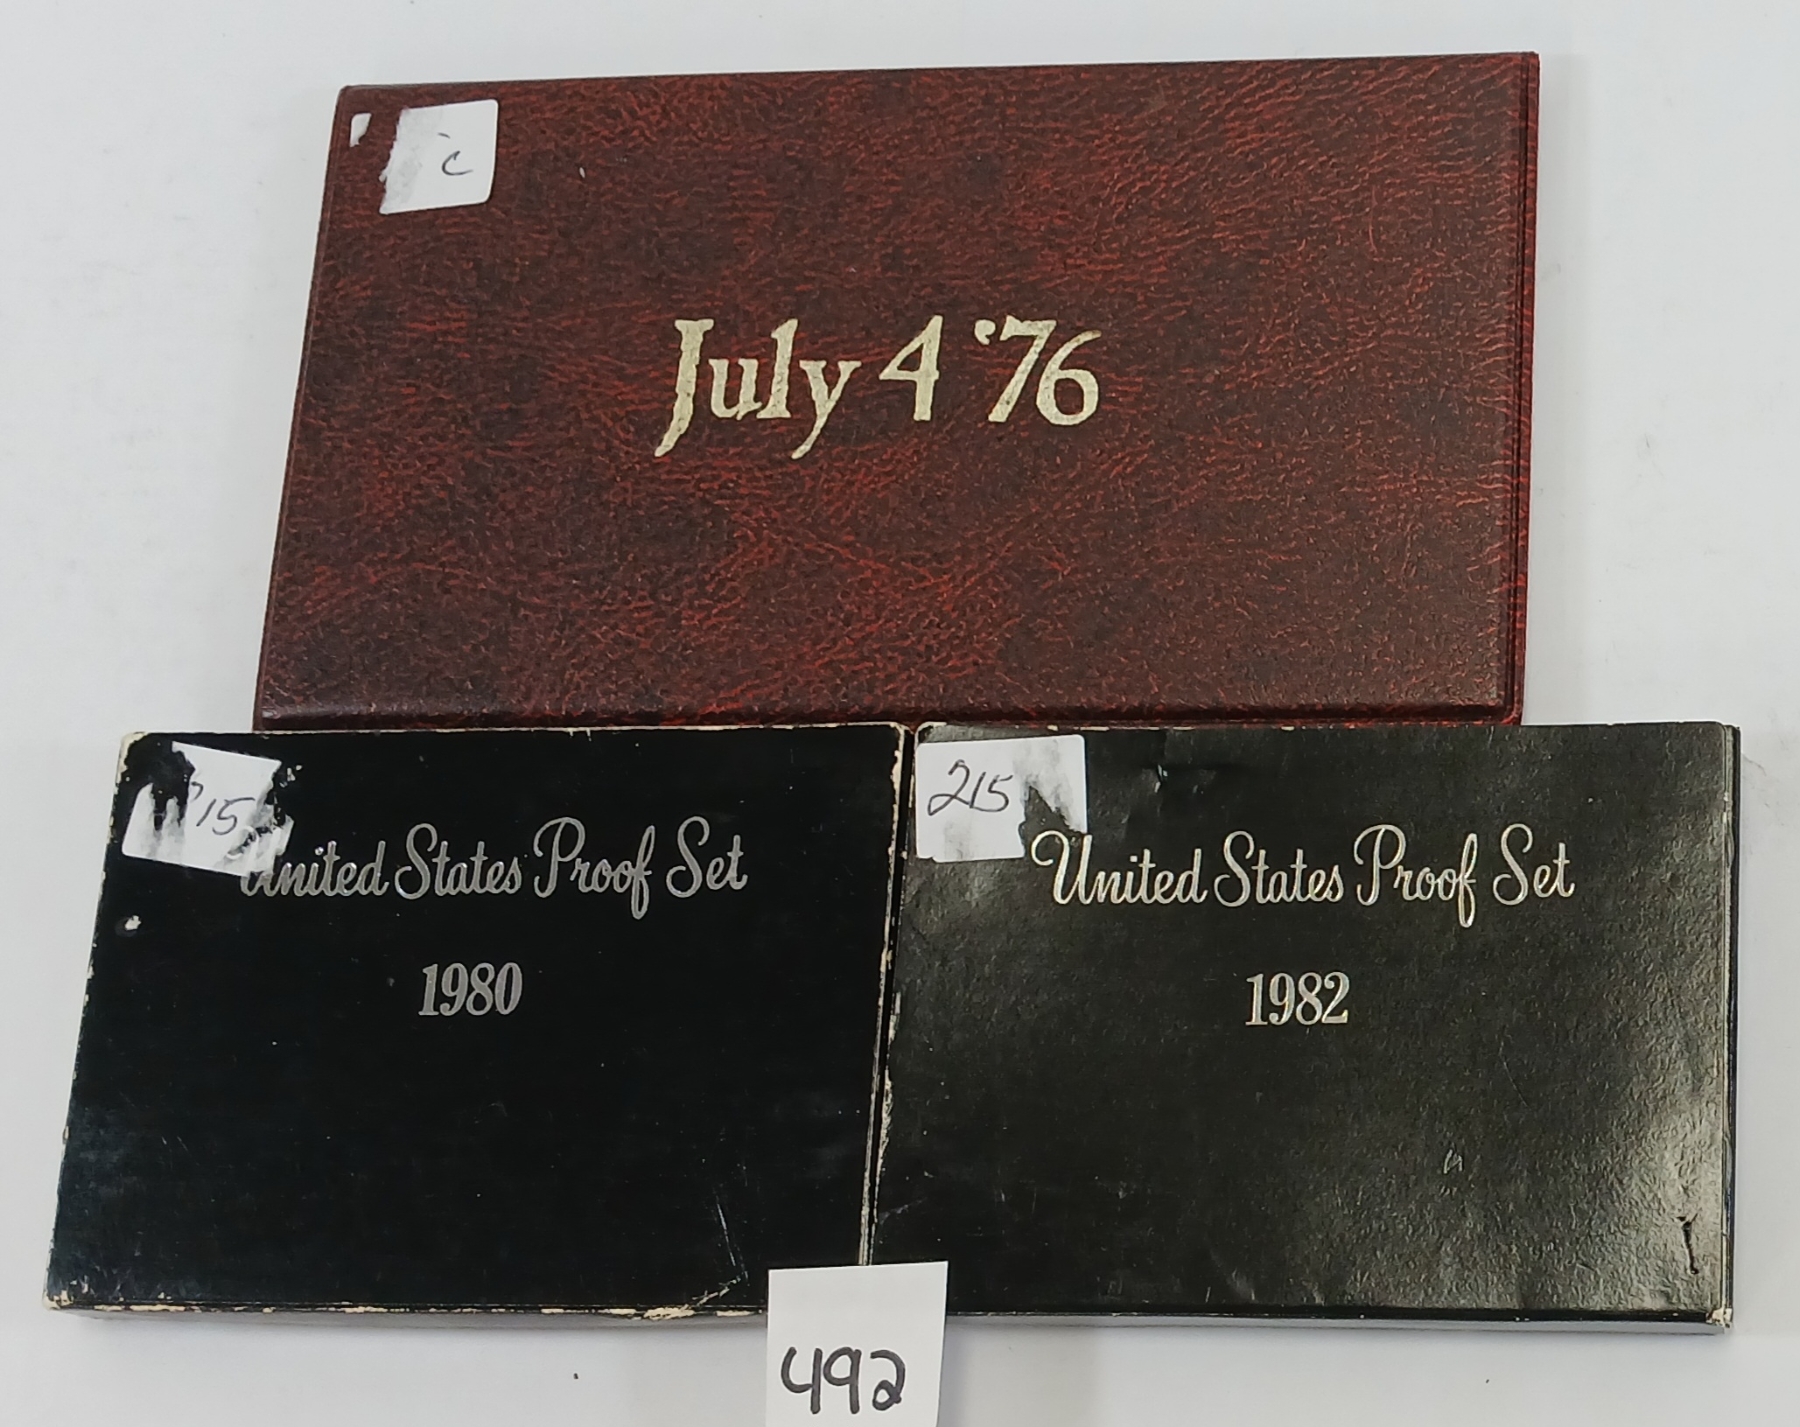 c
July 4 '76
15
United States Proof Set
1980
215
United States Proof Set
1982
492